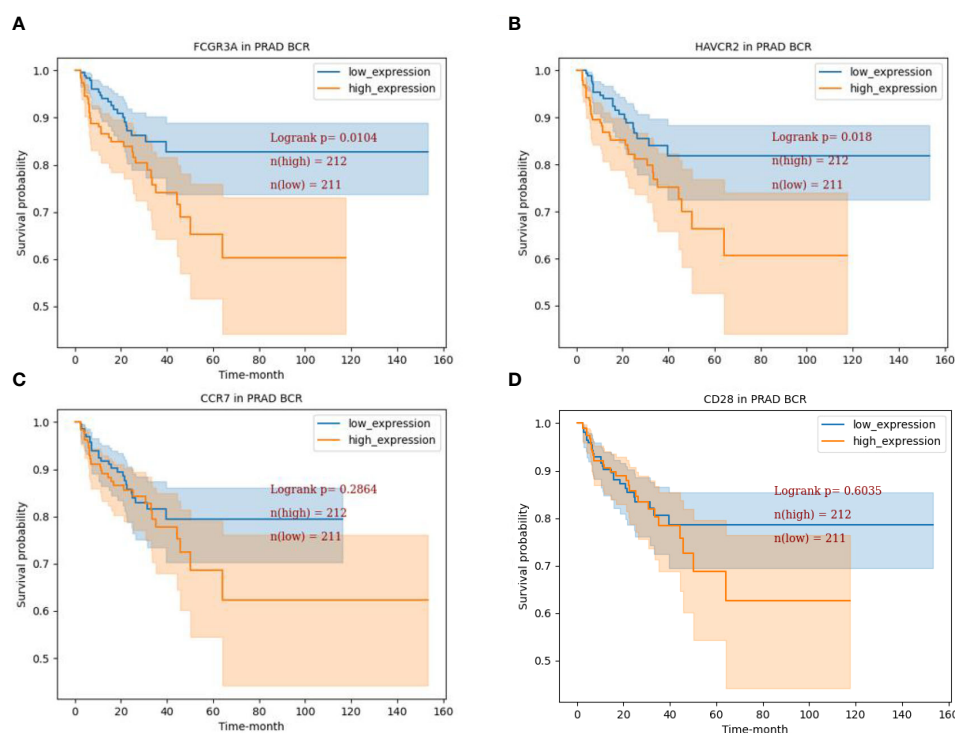 A
FCGR3A in PRAD BCR
low_expression
high_expression
Logrank p= 0.0104
n(high) = 212
n(low) = 211
Survival probability
1.0
0.9
0.8
0.7
0.6
0.5
0 20 40 60 80 100 120 140 160
Time-month
B
HAVCR2 in PRAD BCR
low_expression
high_expression
Logrank p= 0.018
n(high) = 212
n(low) = 211
Survival probability
1.0
0.9
0.8
0.7
0.6
0.5
0 20 40 60 80 100 120 140 160
Time-month
C
CCR7 in PRAD BCR
low_expression
high_expression
Logrank p= 0.2864
n(high) = 212
n(low) = 211
Survival probability
1.0
0.9
0.8
0.7
0.6
0.5
0 20 40 60 80 100 120 140 160
Time-month
D
CD28 in PRAD BCR
low_expression
high_expression
Logrank p= 0.6035
n(high) = 212
n(low) = 211
Survival probability
1.0
0.9
0.8
0.7
0.6
0.5
0 20 40 60 80 100 120 140 160
Time-month